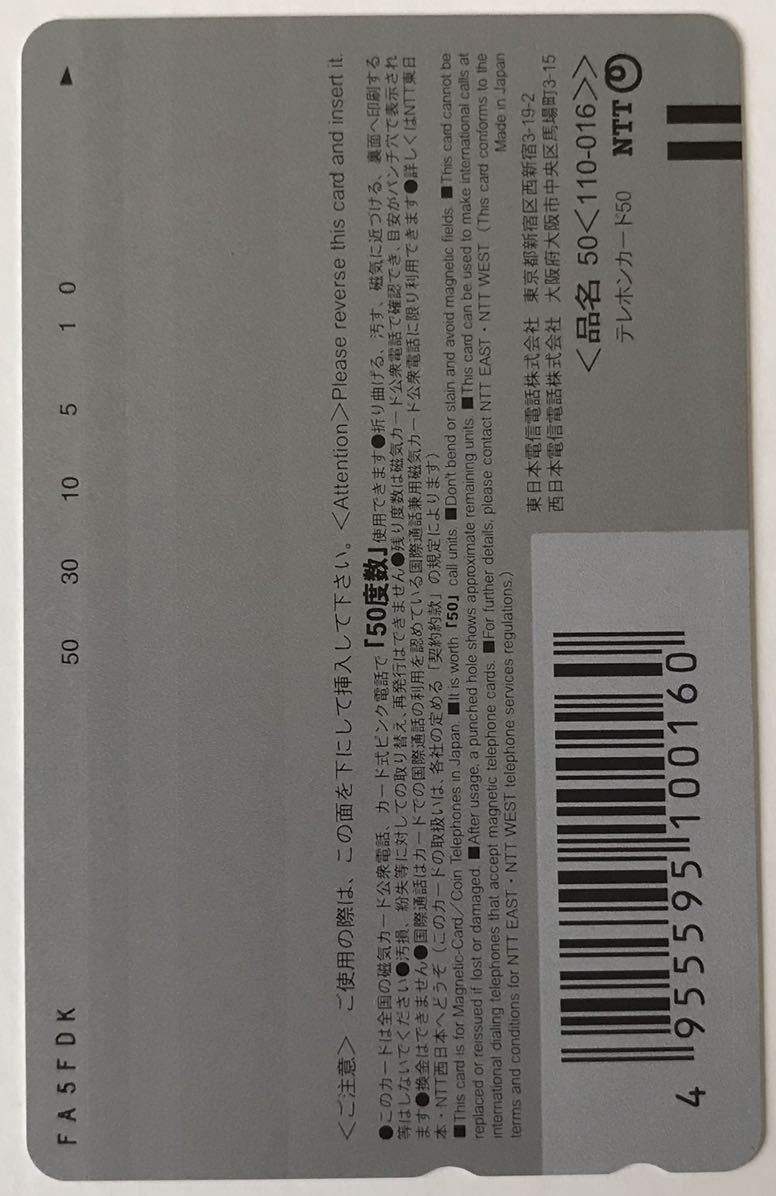 FA5FDK
50 30 10 5 1 0
<ご注意> ご使用の際は、この面を下にして挿入して下さい。<Attention>Please reverse this card and insert it.
●このカードは全国の磁気カード公衆電話、カード式ピンク電話で「50度数」使用できます●折り曲げる、汚す、磁気に近づける、裏面へ印刷する
等はしないでください●汚損、紛失等に対しての取り替え、再発行はできません●残り度数は磁気カード公衆電話で確認でき、目安がパンチ穴で表示され
ます●換金はできません●国際通話はカードでの国際通話の利用を認めている国際通話兼用磁気カード公衆電話に限り利用できます●詳しくはNTT東日
本・NTT西日本へどうぞ（このカードの取扱いは、各社の定める「契約約款」の規定によります）
■This card is for Magnetic-Card/Coin Telephones in Japan. ■It is worth「50」call units. ■Don't bend or stain and avoid magnetic fields. ■This card cannot be
replaced or reissued if lost or damaged. ■After usage, a punched hole shows approximate remaining units. ■This card can be used to make international calls at
international dialing telephones that accept magnetic telephone cards. ■For further details, please contact NTT EAST・NTT WEST (This card conforms to the
terms and conditions for NTT EAST・NTT WEST telephone services regulations.)
Made in Japan
東日本電信電話株式会社 東京都新宿区西新宿3-19-2
西日本電信電話株式会社 大阪府大阪市中央区馬場町3-15
<品名 50<110-016>>
テレホンカード50 NTT
4 955595 100160